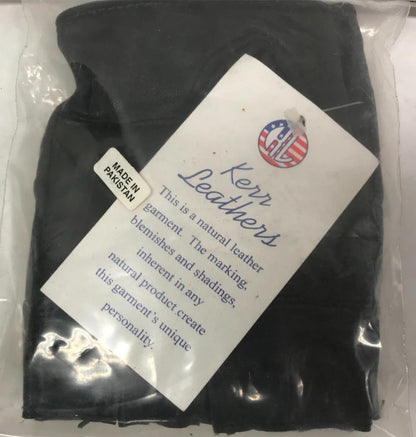 Kerr
Leathers
This is a natural leather
garment. The marking,
blemishes and shadings,
inherent in any
natural product create
this garment's unique
personality.
MADE IN
PAKISTAN